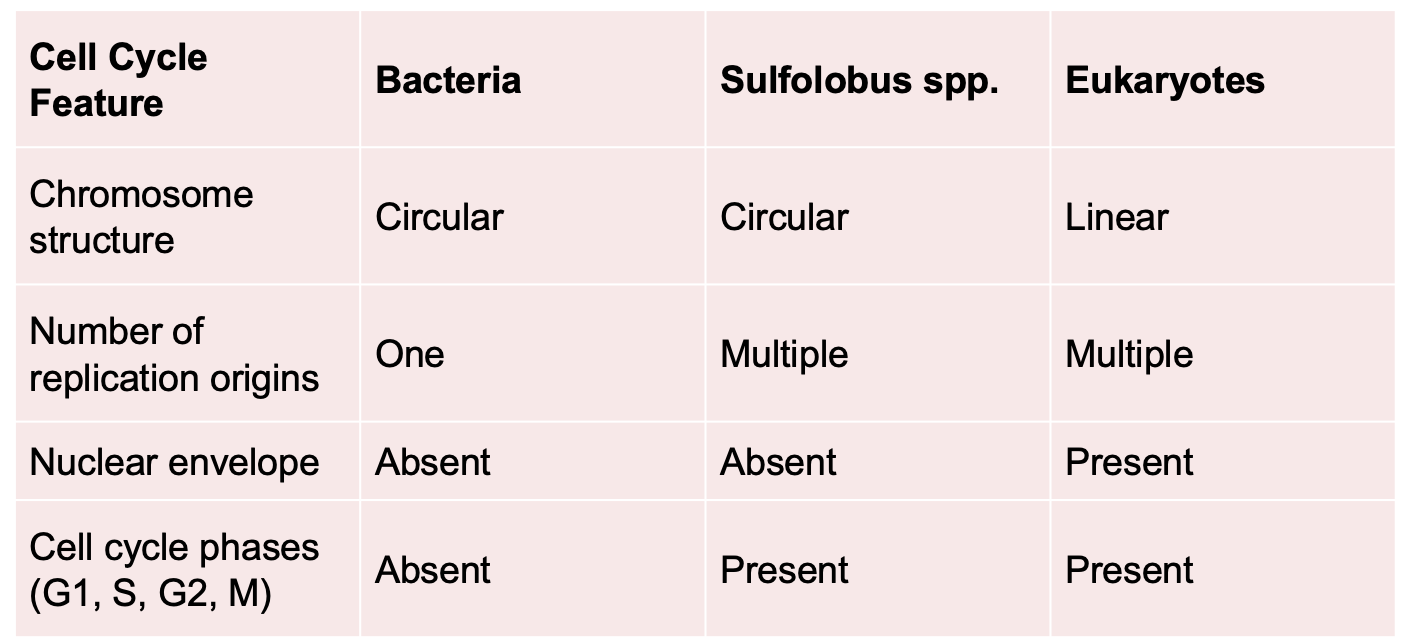 Cell Cycle
Feature
Bacteria
Sulfolobus spp.
Eukaryotes
Chromosome
structure
Circular
Circular
Linear
Number of
replication origins
One
Multiple
Multiple
Nuclear envelope
Absent
Absent
Present
Cell cycle phases
(G1, S, G2, M)
Absent
Present
Present